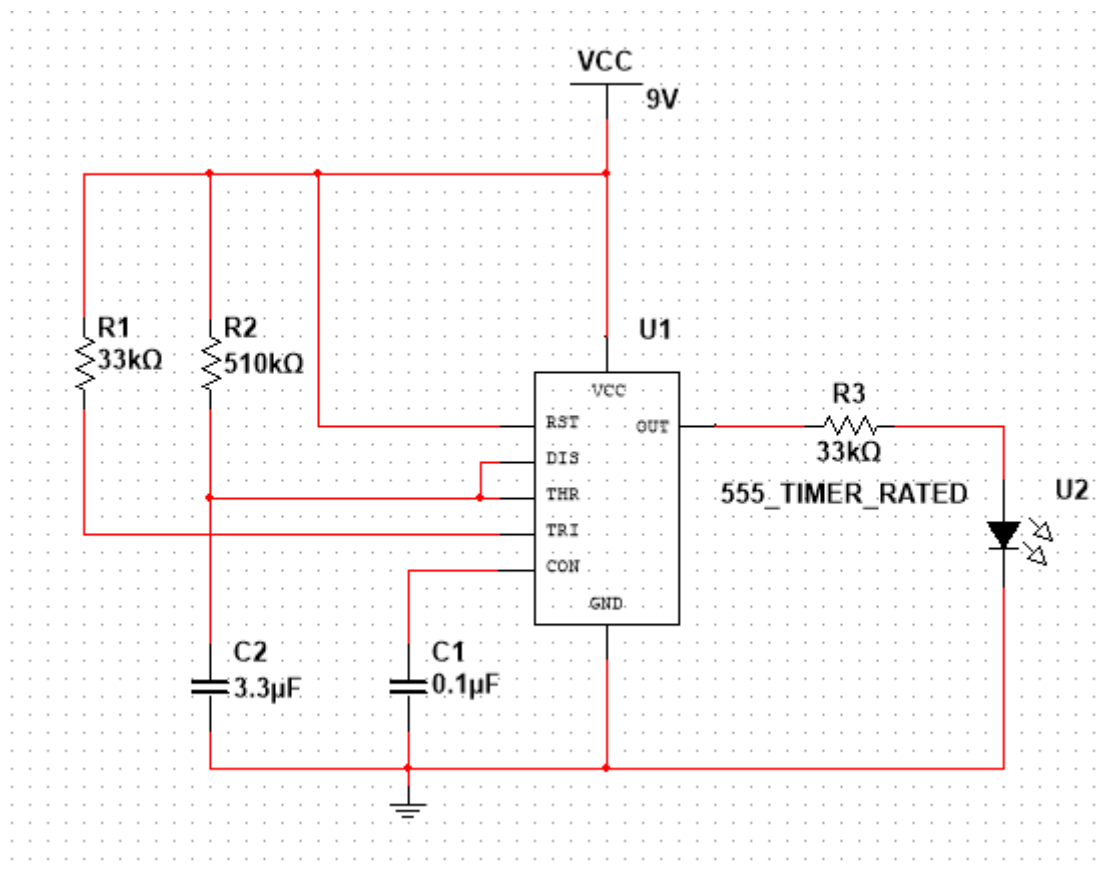 VCC
9V
R1
33kΩ
R2
510kΩ
U1
VCC
RST
DIS
THR
TRI
CON
OUT
GND
R3
33kΩ
555_TIMER_RATED
U2
C2
3.3µF
C1
0.1µF